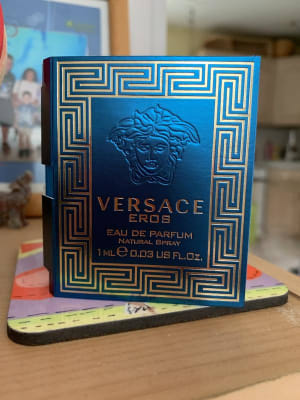 VERSACE
EROS
EAU DE PARFUM
NATURAL SPRAY
1 ML ℮ 0.03 US FL.OZ.